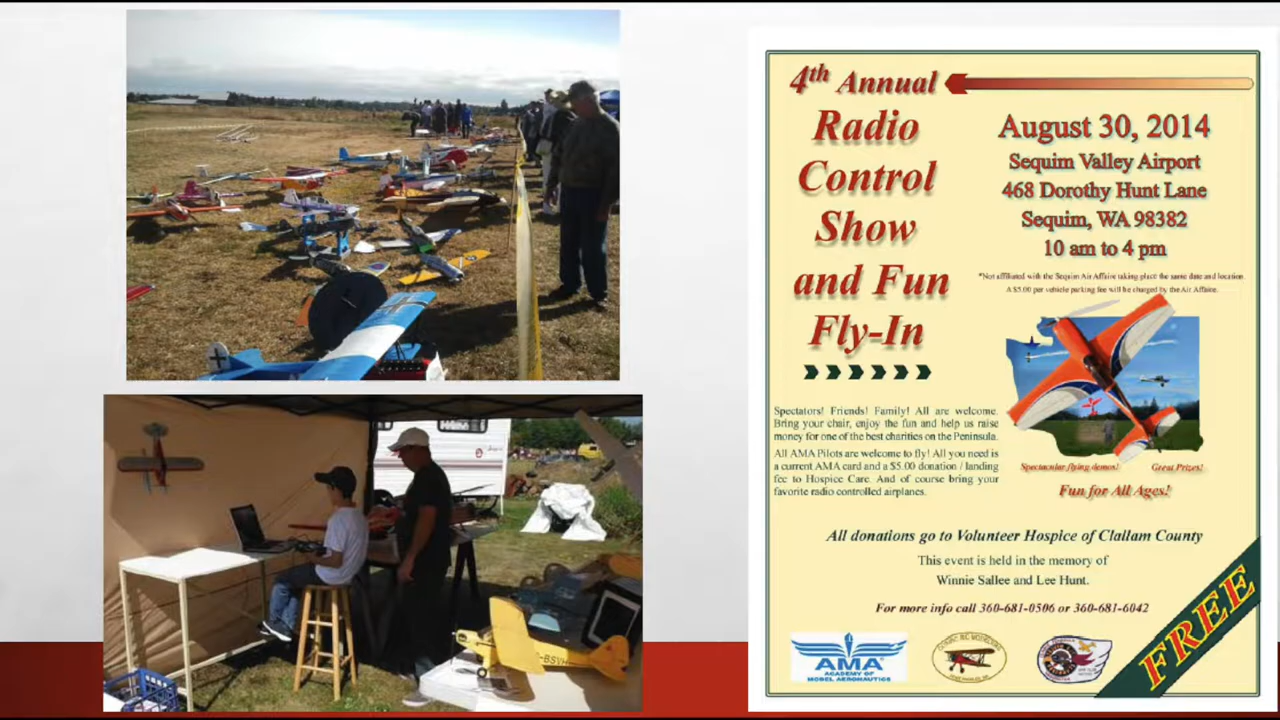 4th Annual
Radio
Control
Show
and Fun
Fly-In
August 30, 2014
Sequim Valley Airport
468 Dorothy Hunt Lane
Sequim, WA 98382
10 am to 4 pm
*Not affiliated with the Sequim Air Affaire taking place the same date and location.
A $5.00 per vehicle parking fee will be charged by the Air Affaire.
Spectators! Friends! Family! All are welcome.
Bring your chair, enjoy the fun and help us raise
money for one of the best charities on the Peninsula.
All AMA Pilots are welcome to fly! All you need is
a current AMA card and a $5.00 donation / landing
fee to Hospice Care. And of course bring your
favorite radio controlled airplanes.
Spectacular flying demos! Great Prizes!
Fun for All Ages!
All donations go to Volunteer Hospice of Clallam County
This event is held in the memory of
Winnie Sallee and Lee Hunt.
For more info call 360-681-0506 or 360-681-6042
FREE
AMA
ACADEMY OF
MODEL AERONAUTICS